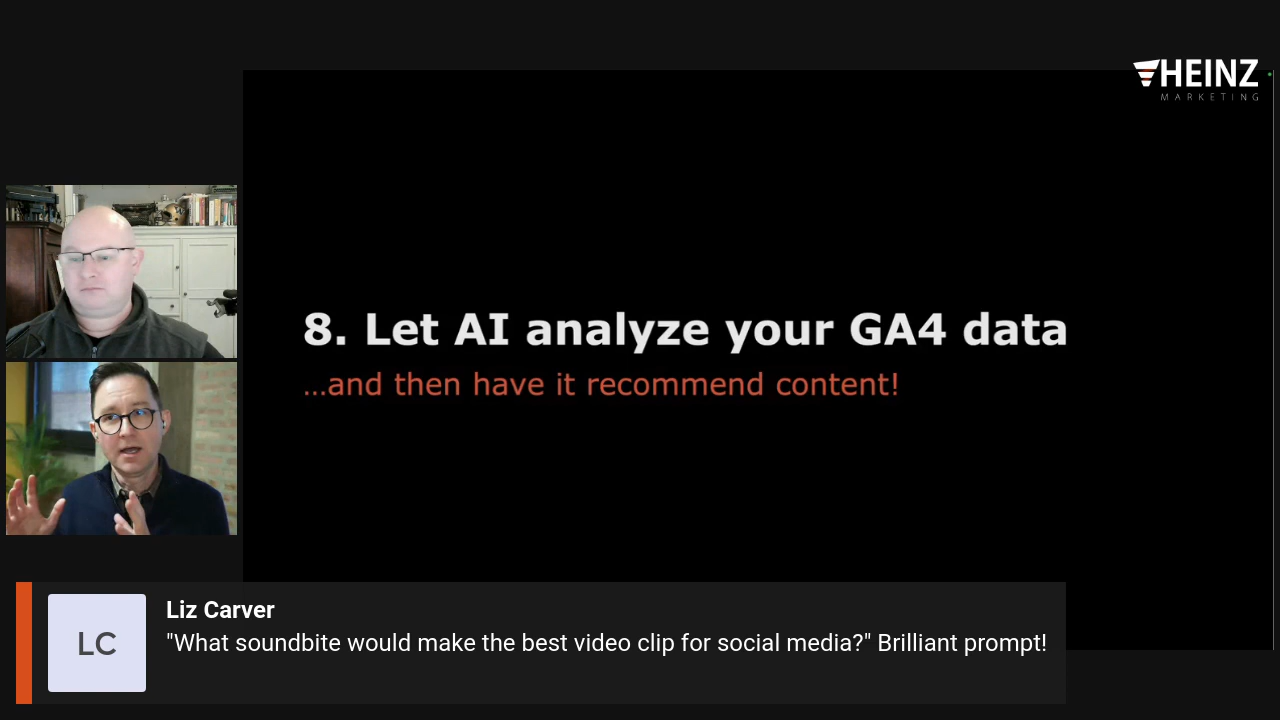 HEINZ
MARKETING
8. Let AI analyze your GA4 data
...and then have it recommend content!
LC
Liz Carver
"What soundbite would make the best video clip for social media?" Brilliant prompt!